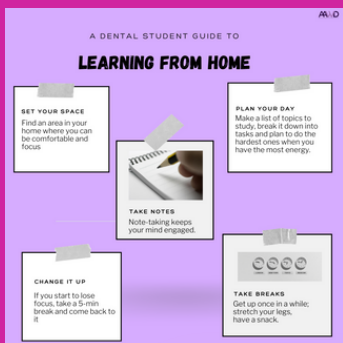 A DENTAL STUDENT GUIDE TO
LEARNING FROM HOME
SET YOUR SPACE
Find an area in your
home where you can
be comfortable and
focus
PLAN YOUR DAY
Make a list of topics to
study, break it down into
tasks and plan to do the
hardest ones when you
have the most energy.
TAKE NOTES
Note-taking keeps
your mind engaged.
CHANGE IT UP
If you start to lose
focus, take a 5-min
break and come back to
it
TAKE BREAKS
Get up once in a while;
stretch your legs,
have a snack.